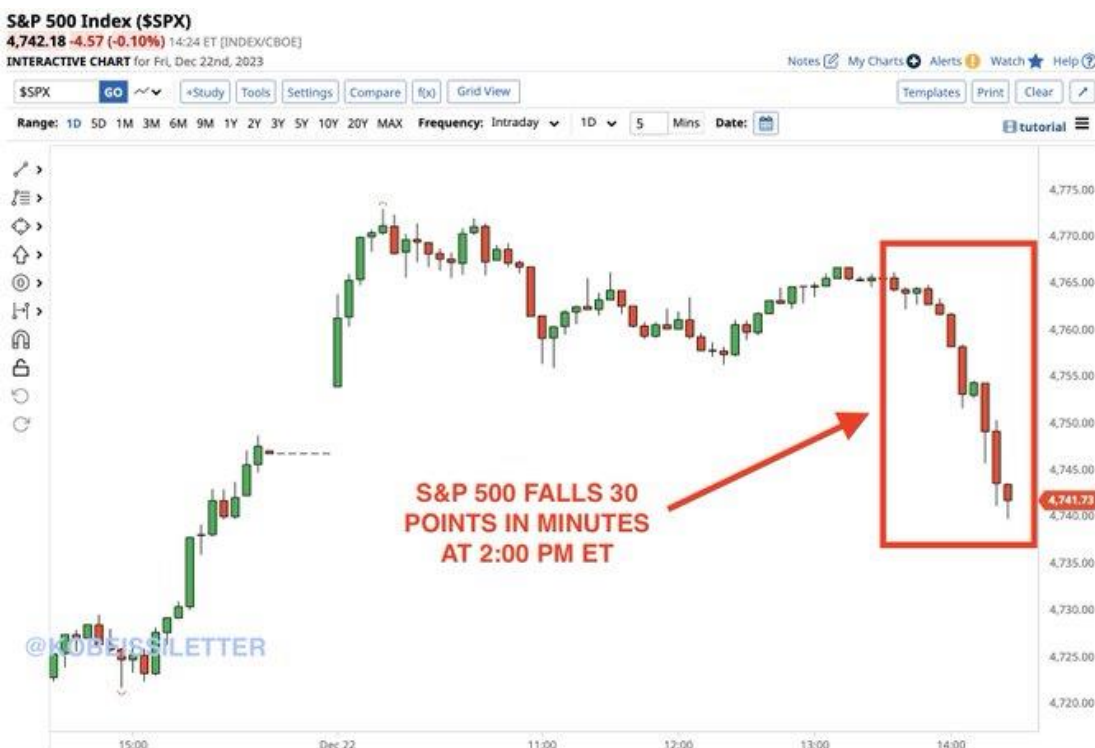 S&P 500 Index ($SPX)
4,742.18 -4.57 (-0.10%) 14:24 ET [INDEX/CBOE]
INTERACTIVE CHART for Fri, Dec 22nd, 2023
Notes My Charts Alerts Watch Help
$SPX GO +Study Tools Settings Compare f(x) Grid View Templates Print Clear
Range: 1D 5D 1M 3M 6M 9M 1Y 2Y 3Y 5Y 10Y 20Y MAX Frequency: Intraday 1D 5 Mins Date: tutorial
4,775.00
4,770.00
4,765.00
4,760.00
4,755.00
4,750.00
4,745.00
4,741.73
4,740.00
4,735.00
4,730.00
4,725.00
4,720.00
S&P 500 FALLS 30
POINTS IN MINUTES
AT 2:00 PM ET
@KOBEISSILETTER
15:00 Dec 22 11:00 12:00 13:00 14:00